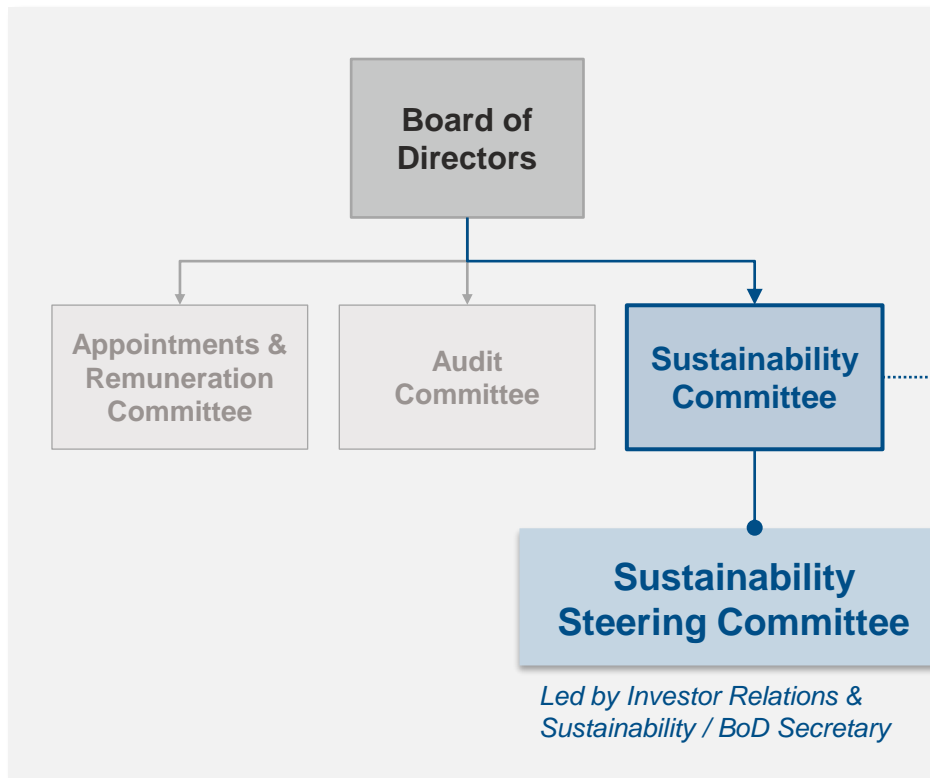 Board of
Directors
Appointments &
Remuneration
Committee
Audit
Committee
Sustainability
Committee
Sustainability
Steering Committee
Led by Investor Relations &
Sustainability / BoD Secretary